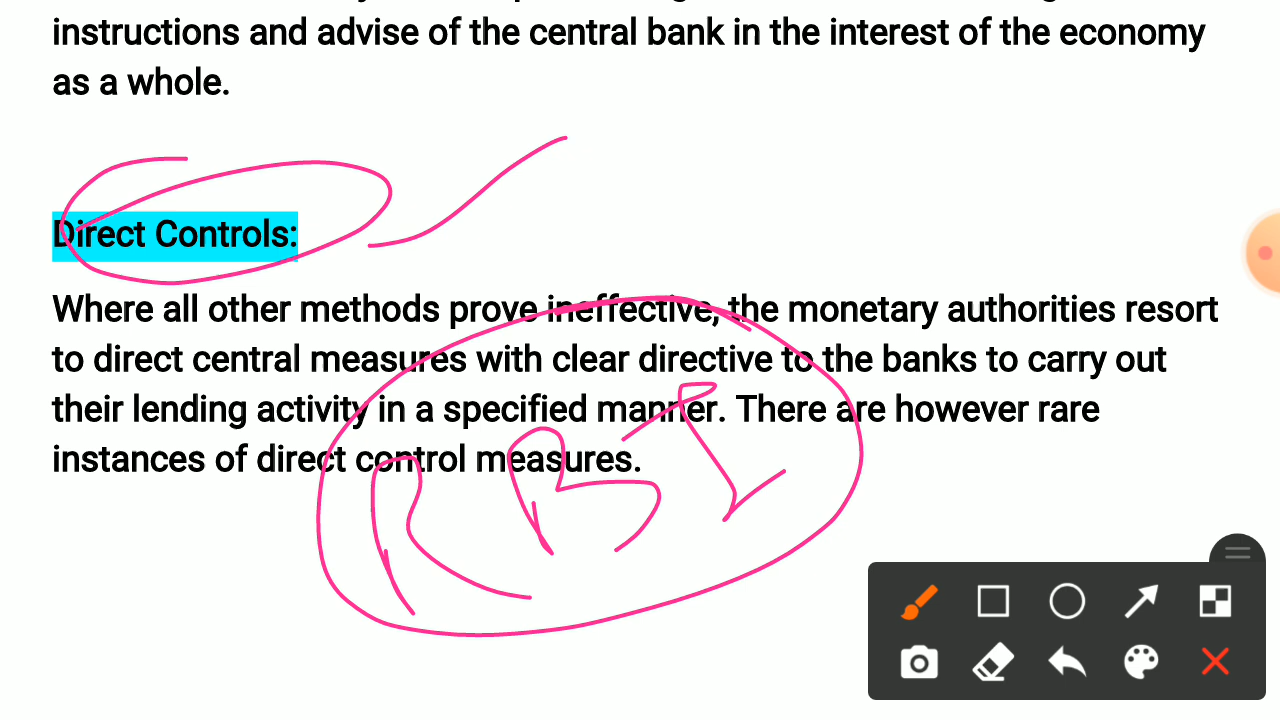 instructions and advise of the central bank in the interest of the economy
as a whole.
Direct Controls:
Where all other methods prove ineffective, the monetary authorities resort
to direct central measures with clear directive to the banks to carry out
their lending activity in a specified manner. There are however rare
instances of direct control measures.
RBI